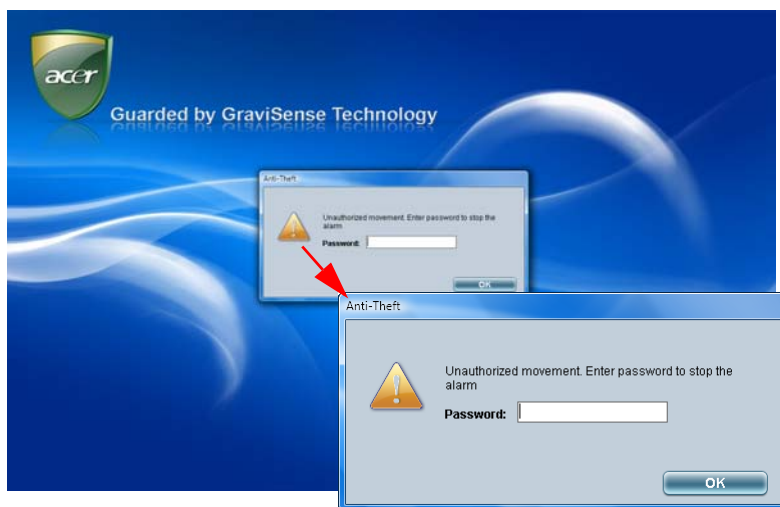 acer
Guarded by GraviSense Technology
Anti-Theft
Unauthorized movement. Enter password to stop the
alarm
Password:
OK
Anti-Theft
Unauthorized movement. Enter password to stop the
alarm
Password:
OK